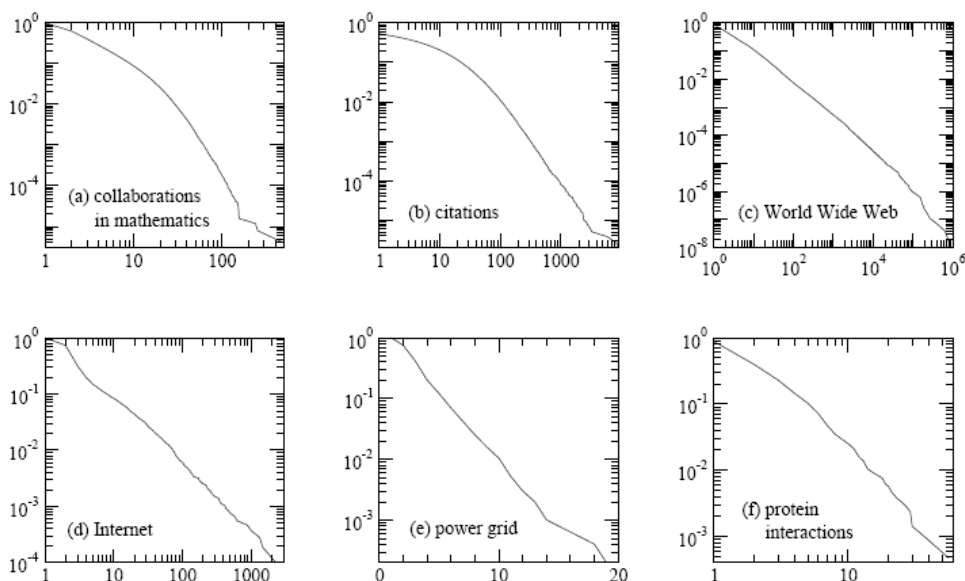 10^0
10^-2
10^-4
(a) collaborations
in mathematics
1 10 100
10^0
10^-2
10^-4
(b) citations
1 10 100 1000
10^0
10^-2
10^-4
10^-6
10^-8
(c) World Wide Web
10^0 10^2 10^4 10^6
10^0
10^-1
10^-2
10^-3
10^-4
(d) Internet
1 10 100 1000
10^0
10^-1
10^-2
10^-3
(e) power grid
0 10 20
10^0
10^-1
10^-2
10^-3
(f) protein
interactions
1 10